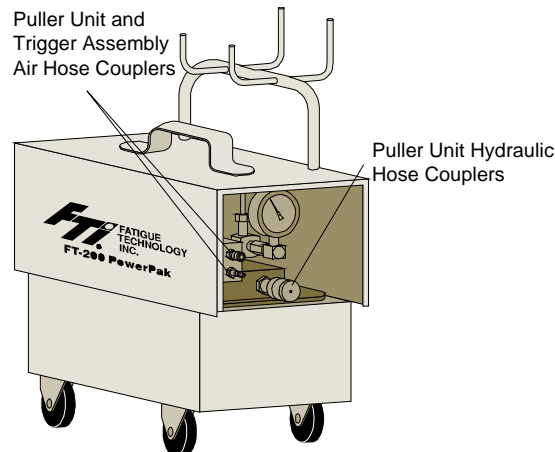 Puller Unit and
Trigger Assembly
Air Hose Couplers
Puller Unit Hydraulic
Hose Couplers
FTi
FATIGUE
TECHNOLOGY
INC.
FT-200 PowerPak